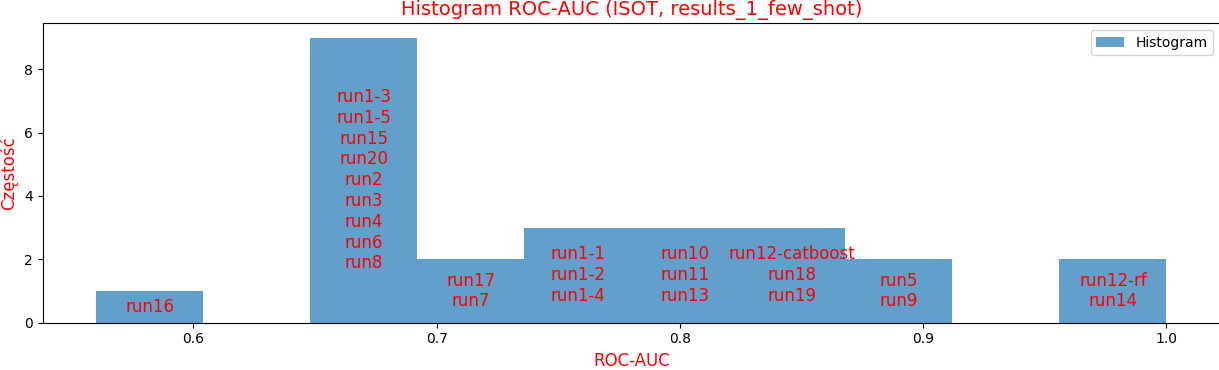 Histogram ROC-AUC (ISOT, results_1_few_shot)
Histogram
Częstość
8
6
4
2
0
run16
run1-3
run1-5
run15
run20
run2
run3
run4
run6
run8
run17
run7
run1-1
run1-2
run1-4
run10
run11
run13
run12-catboost
run18
run19
run5
run9
run12-rf
run14
0.6
0.7
0.8
0.9
1.0
ROC-AUC